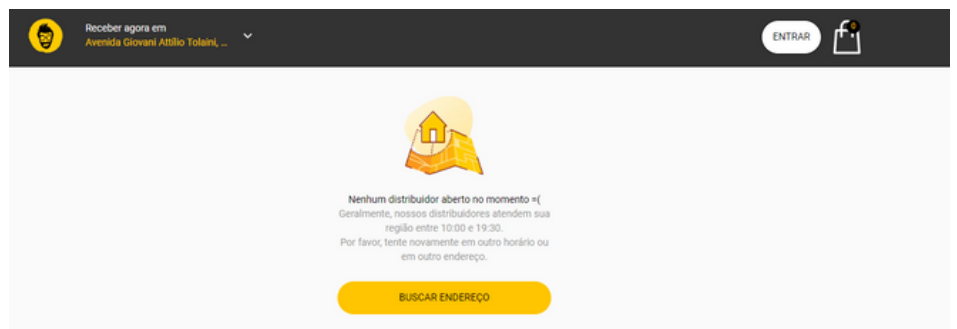 Receber agora em
Avenida Giovani Attílio Tolaini, ...
ENTRAR
0
Nenhum distribuidor aberto no momento =(
Geralmente, nossos distribuidores atendem sua
região entre 10:00 e 19:30.
Por favor, tente novamente em outro horário ou
em outro endereço.
BUSCAR ENDEREÇO